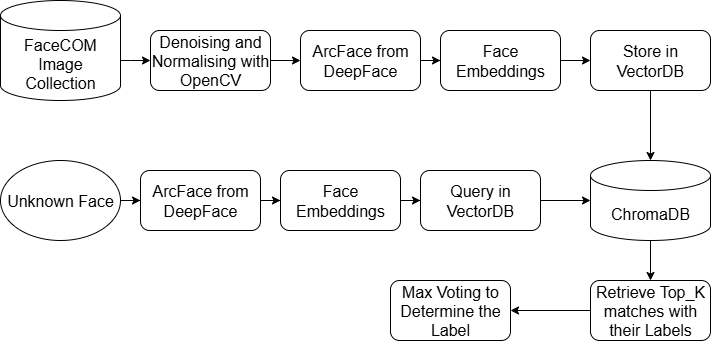 FaceCOM
Image
Collection
Denoising and
Normalising with
OpenCV
ArcFace from
DeepFace
Face
Embeddings
Store in
VectorDB
Unknown Face
ArcFace from
DeepFace
Face
Embeddings
Query in
VectorDB
ChromaDB
Max Voting to
Determine the
Label
Retrieve Top_K
matches with
their Labels